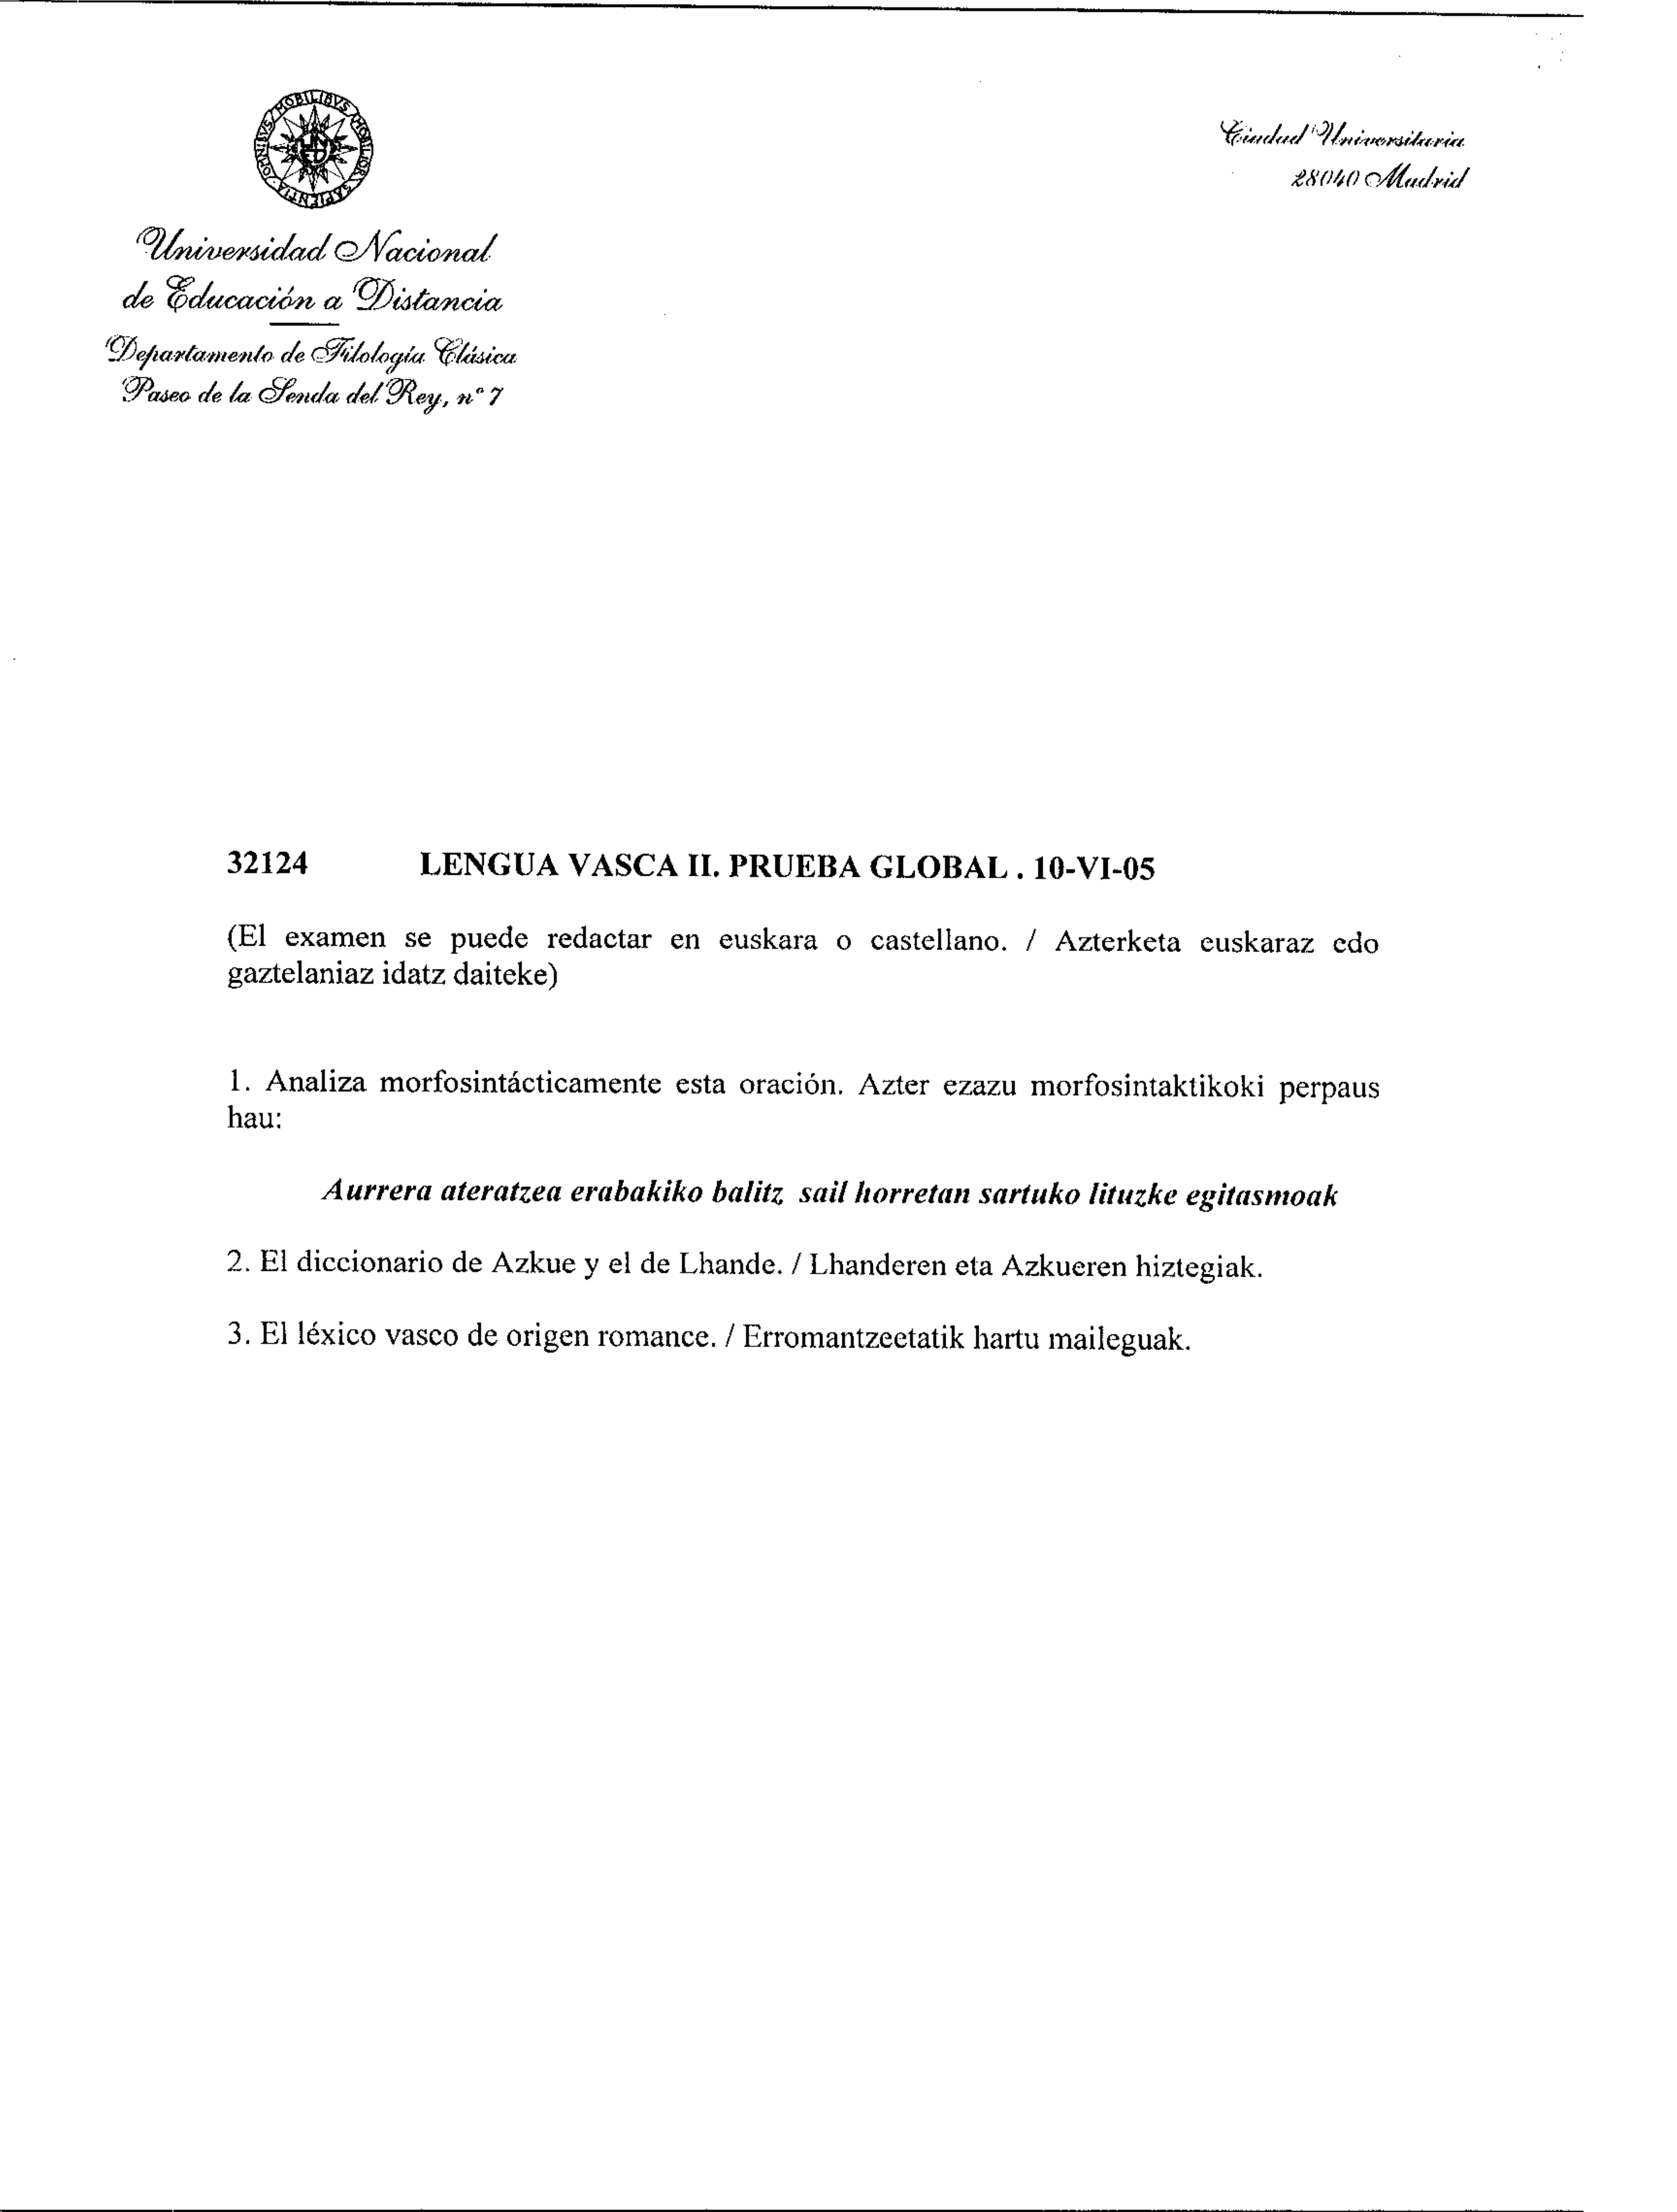 OMNIBVS MOBILIBVS MOBILIOR SAPIENTIA
UNED
Ciudad Universitaria
28040 Madrid
Universidad Nacional
de Educación a Distancia
Departamento de Filología Clásica
Paseo de la Senda del Rey, nº 7
32124 LENGUA VASCA II. PRUEBA GLOBAL . 10-VI-05
(El examen se puede redactar en euskara o castellano. / Azterketa euskaraz edo
gaztelaniaz idatz daiteke)
1. Analiza morfosintácticamente esta oración. Azter ezazu morfosintaktikoki perpaus
hau:
Aurrera ateratzea erabakiko balitz sail horretan sartuko lituzke egitasmoak
2. El diccionario de Azkue y el de Lhande. / Lhanderen eta Azkueren hiztegiak.
3. El léxico vasco de origen romance. / Erromantzeetatik hartu maileguak.